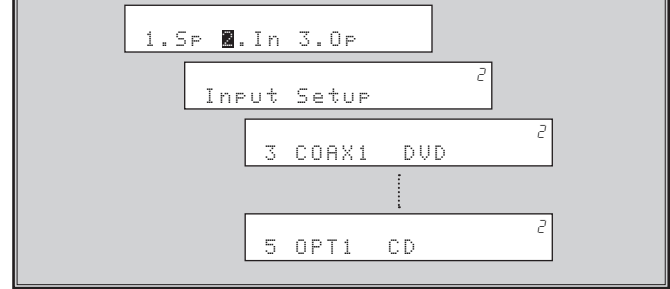 1.Sp 2.In 3.Op
2
Input Setup
2
3 COAX1 DVD
2
5 OPT1 CD